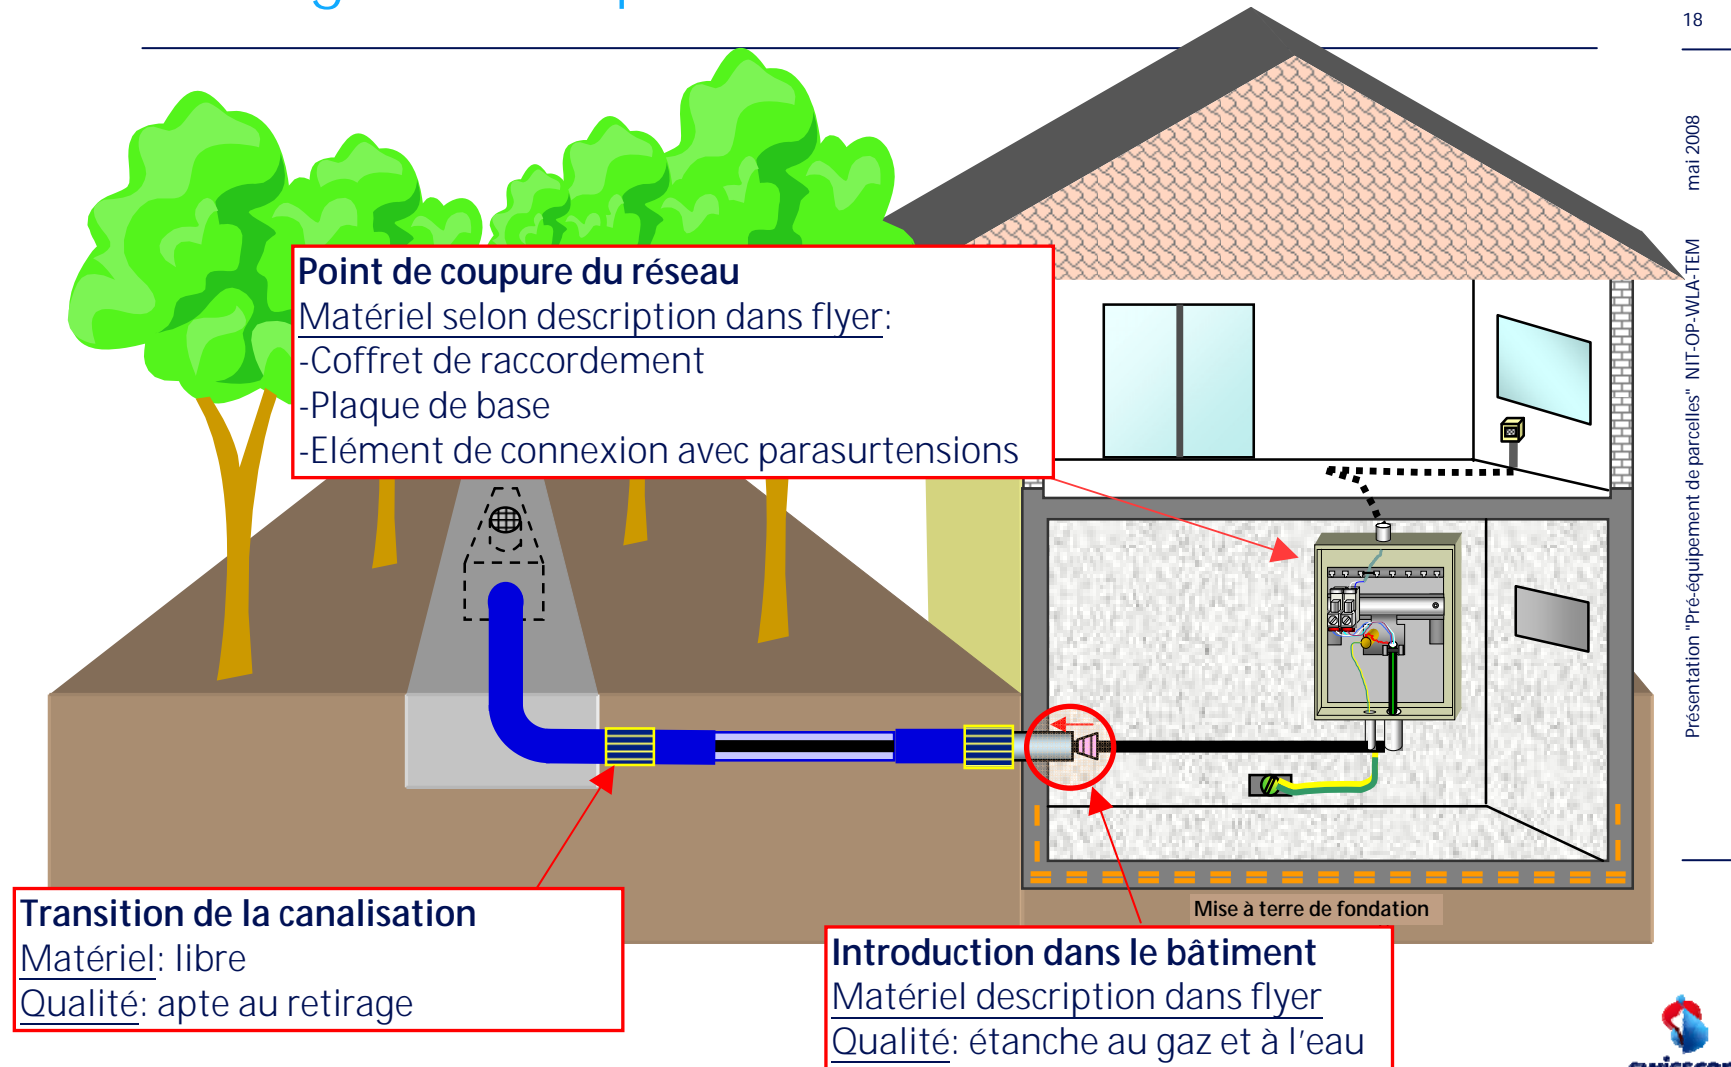 18
Point de coupure du réseau
Matériel selon description dans flyer:
-Coffret de raccordement
-Plaque de base
-Elément de connexion avec parasurtensions
Transition de la canalisation
Matériel: libre
Qualité: apte au retirage
Mise à terre de fondation
Introduction dans le bâtiment
Matériel description dans flyer
Qualité: étanche au gaz et à l'eau
Présentation "Pré-équipement de parcelles" NIT-OP-WLA-TEM mai 2008